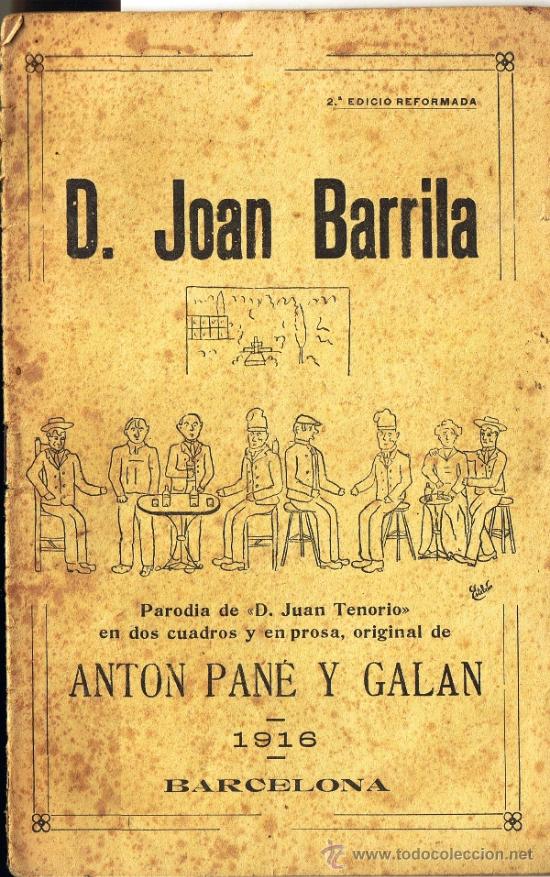 2.ª EDICIO REFORMADA
D. Joan Barrila
Parodia de «D. Juan Tenorio»
en dos cuadros y en prosa, original de
ANTON PANÉ Y GALAN
1916
BARCELONA
www.todocoleccion.net